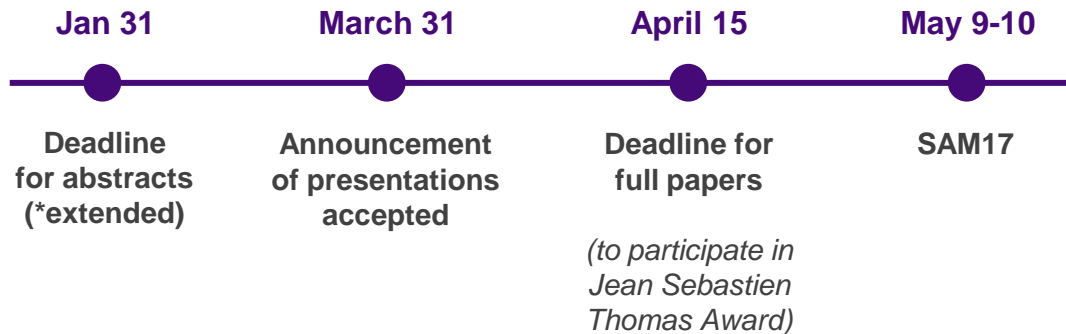 Jan 31
March 31
April 15
May 9-10
Deadline
for abstracts
(*extended)
Announcement
of presentations
accepted
Deadline for
full papers
(to participate in
Jean Sebastien
Thomas Award)
SAM17